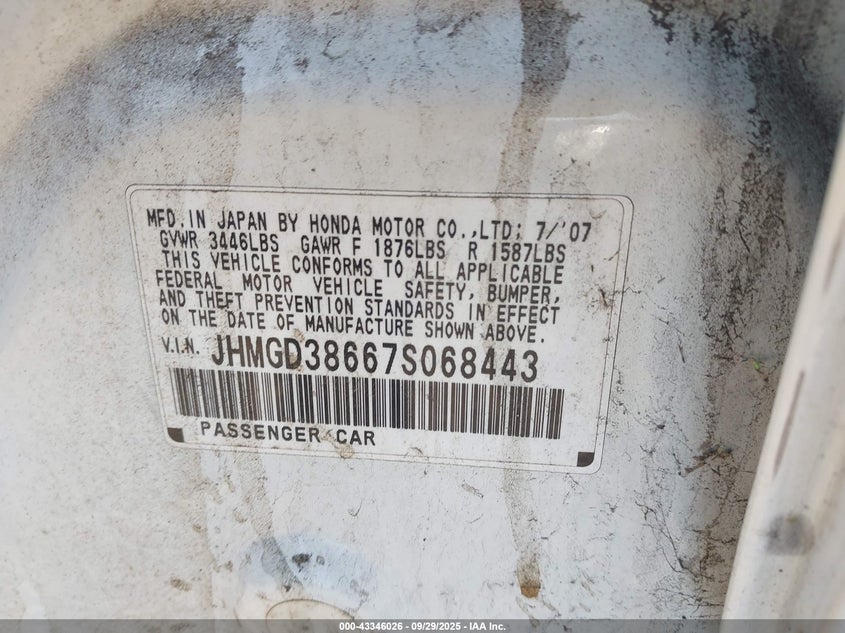 MFD. IN JAPAN BY HONDA MOTOR CO.,LTD: 7/'07
GVWR 3446LBS GAWR F 1876LBS R 1587LBS
THIS VEHICLE CONFORMS TO ALL APPLICABLE
FEDERAL MOTOR VEHICLE SAFETY, BUMPER,
AND THEFT PREVENTION STANDARDS IN EFFECT
ON THE DATE OF MANUFACTURE SHOWN ABOVE.
V.I.N. JHMGD38667S068443
PASSENGER CAR
000-43346026 - 09/29/2025 - IAA Inc.